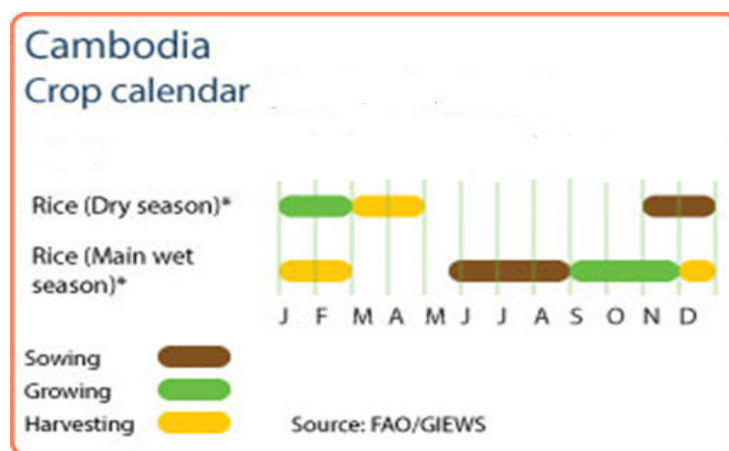 Cambodia
Crop calendar
Rice (Dry season)*
Rice (Main wet
season)*
J F M A M J J A S O N D
Sowing
Growing
Harvesting
Source: FAO/GIEWS